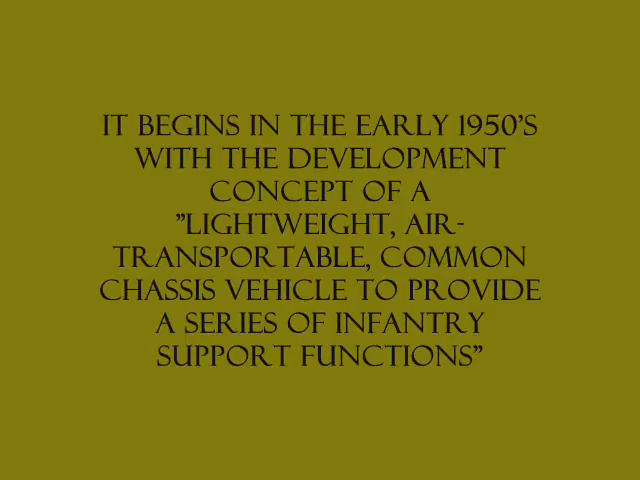 IT BEGINS IN THE EARLY 1950'S
WITH THE DEVELOPMENT
CONCEPT OF A
"LIGHTWEIGHT, AIR-
TRANSPORTABLE, COMMON
CHASSIS VEHICLE TO PROVIDE
A SERIES OF INFANTRY
SUPPORT FUNCTIONS"